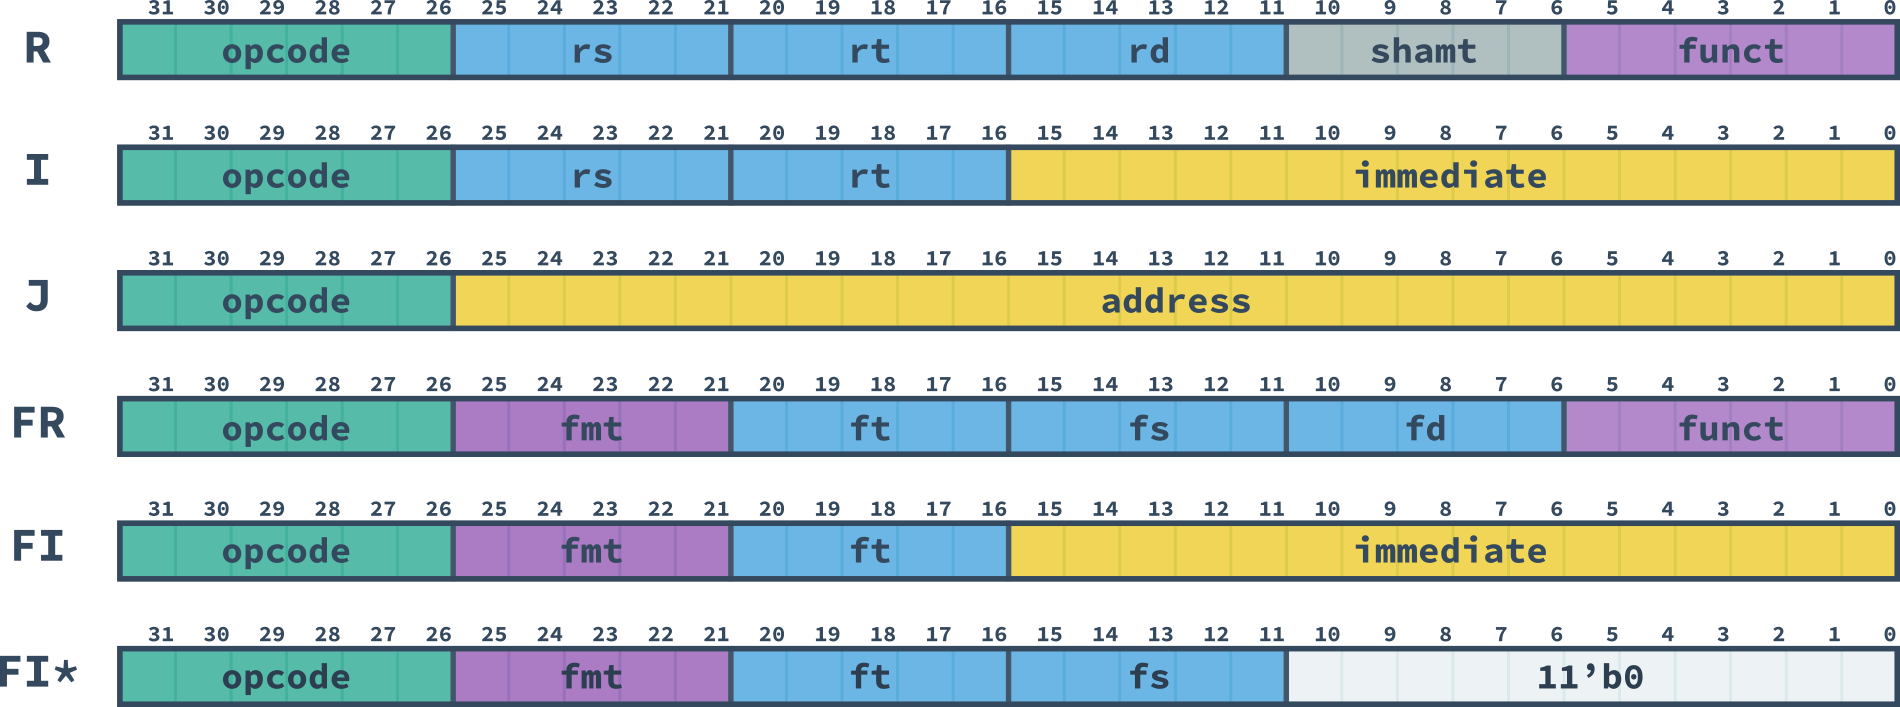 31 30 29 28 27 26 25 24 23 22 21 20 19 18 17 16 15 14 13 12 11 10 9 8 7 6 5 4 3 2 1 0
R opcode rs rt rd shamt funct
31 30 29 28 27 26 25 24 23 22 21 20 19 18 17 16 15 14 13 12 11 10 9 8 7 6 5 4 3 2 1 0
I opcode rs rt immediate
31 30 29 28 27 26 25 24 23 22 21 20 19 18 17 16 15 14 13 12 11 10 9 8 7 6 5 4 3 2 1 0
J opcode address
31 30 29 28 27 26 25 24 23 22 21 20 19 18 17 16 15 14 13 12 11 10 9 8 7 6 5 4 3 2 1 0
FR opcode fmt ft fs fd funct
31 30 29 28 27 26 25 24 23 22 21 20 19 18 17 16 15 14 13 12 11 10 9 8 7 6 5 4 3 2 1 0
FI opcode fmt ft immediate
31 30 29 28 27 26 25 24 23 22 21 20 19 18 17 16 15 14 13 12 11 10 9 8 7 6 5 4 3 2 1 0
FI* opcode fmt ft fs 11’b0